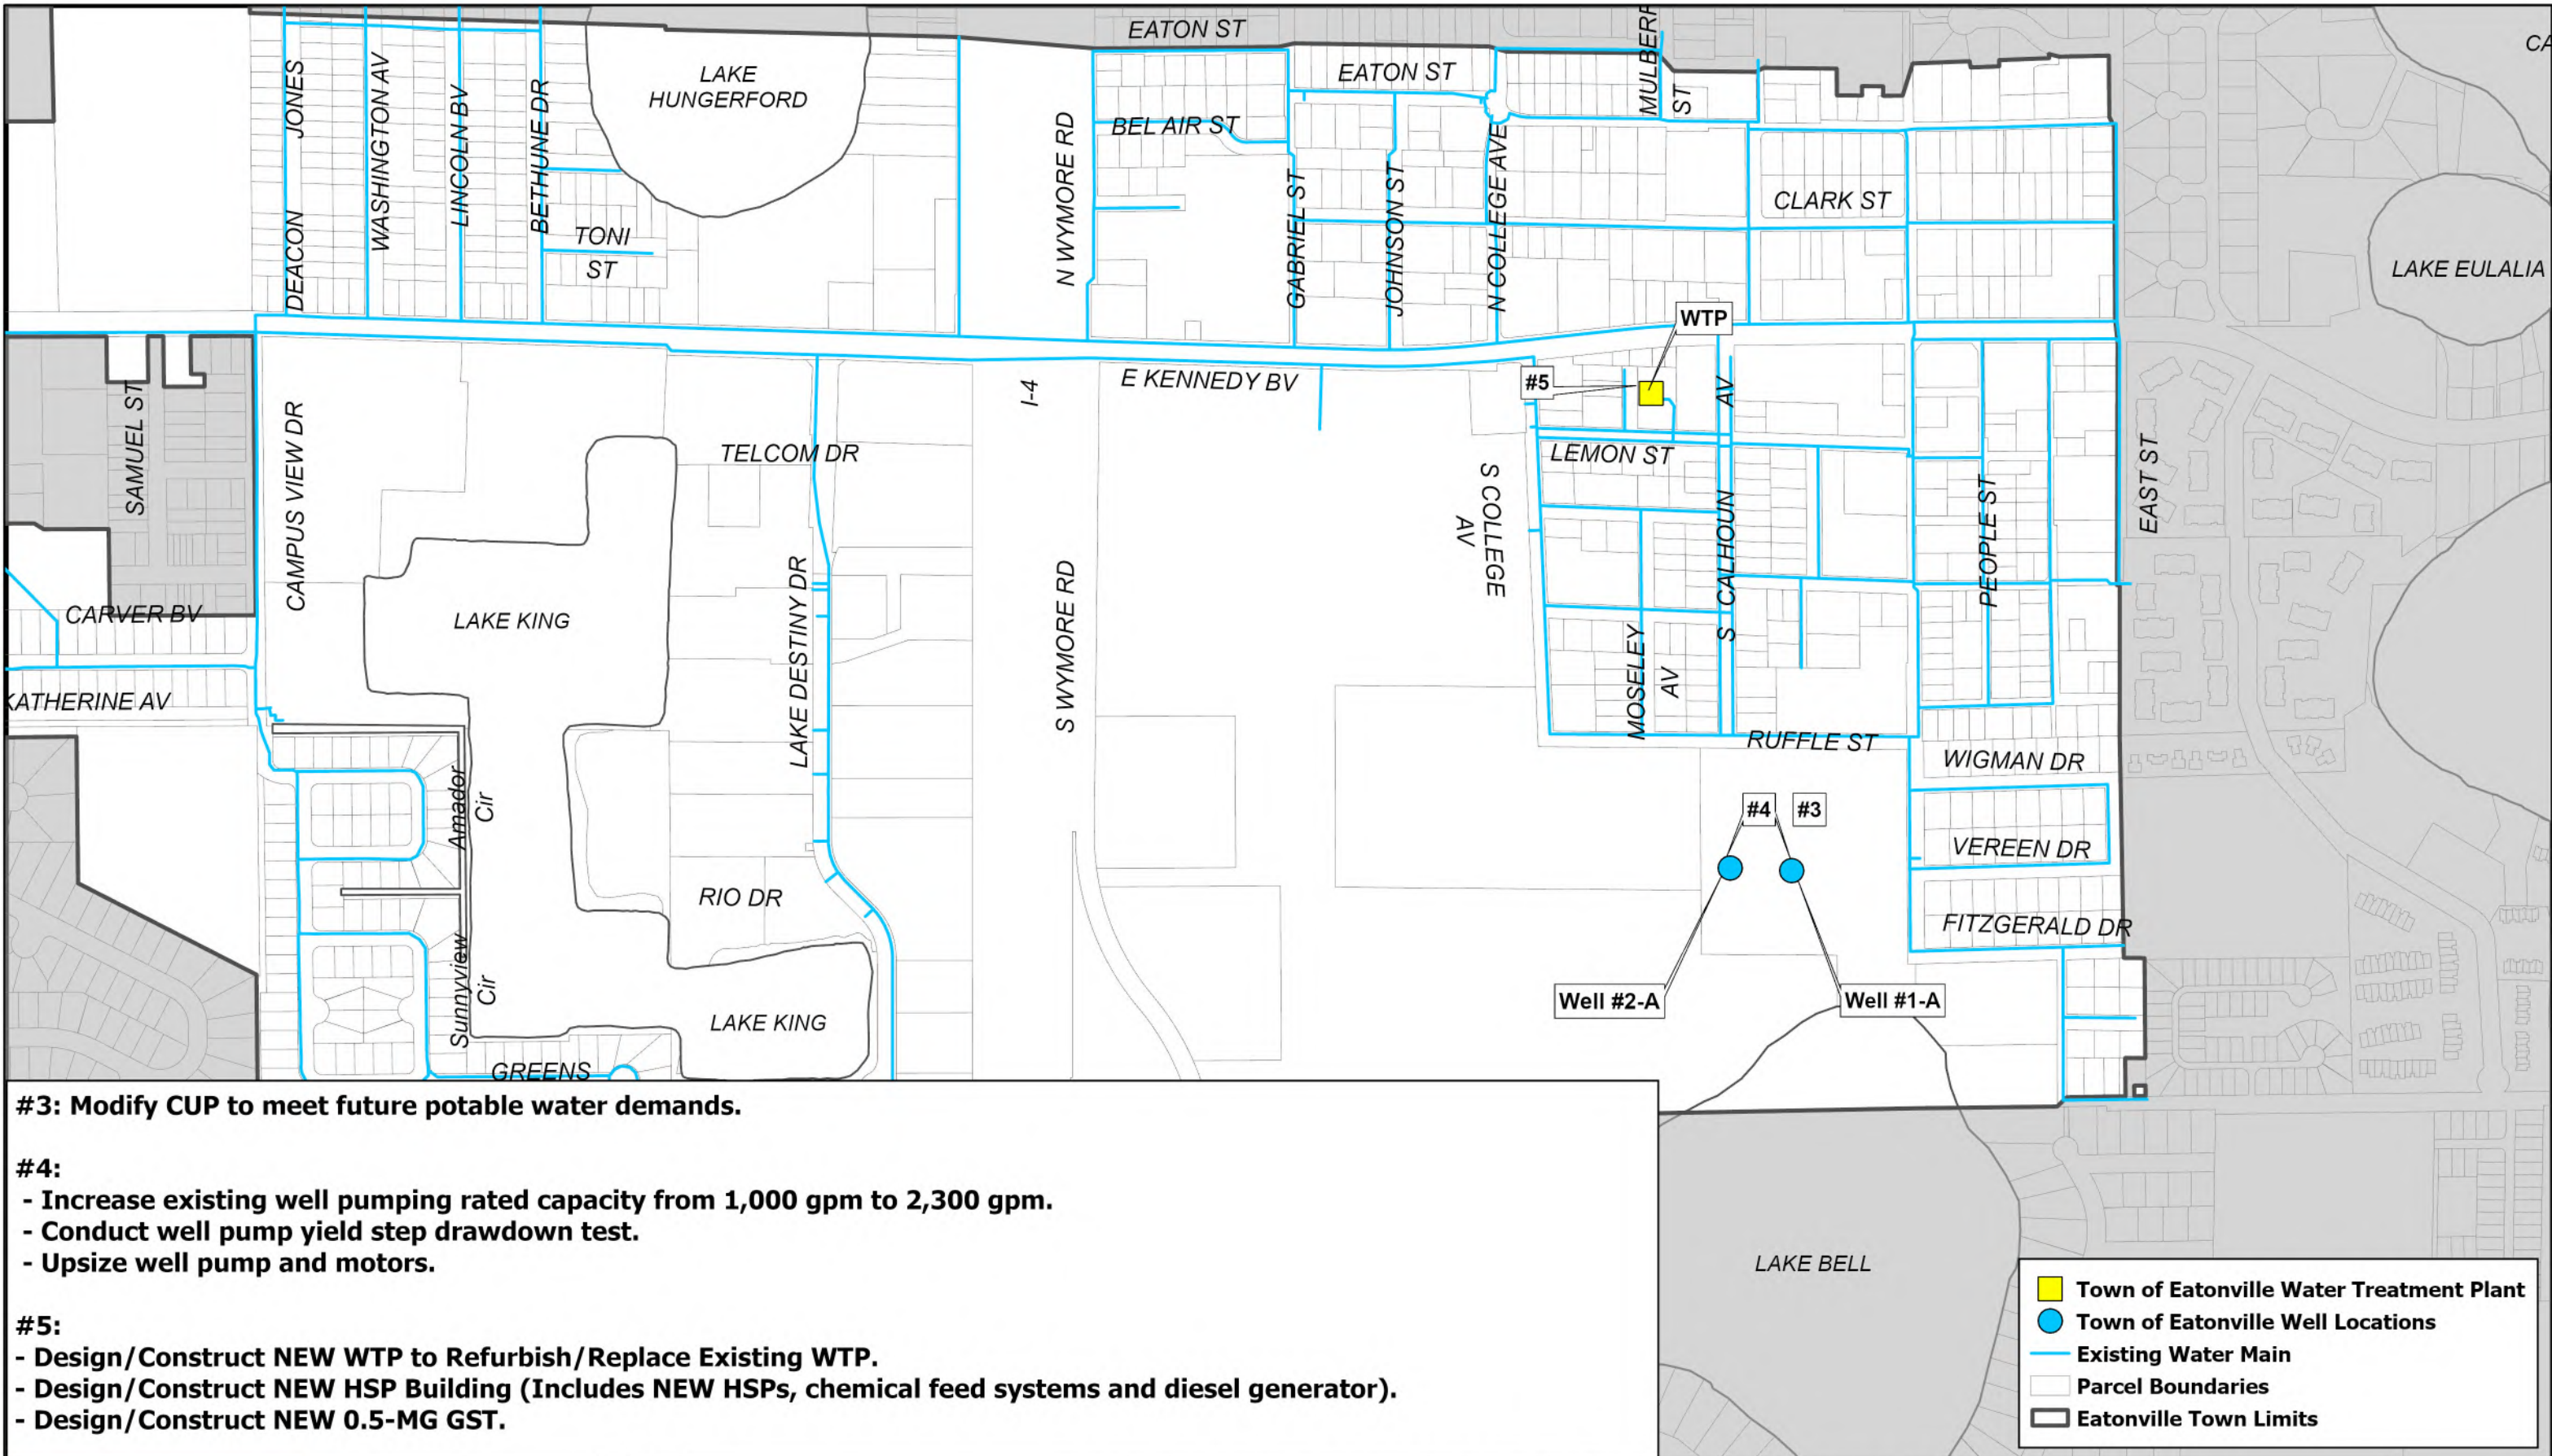 EATON ST
MULBERR
ST
CA
LAKE
HUNGERFORD
EATON ST
DEACON JONES
WASHINGTON AV
LINCOLN BV
BETHUNE DR
N WYMORE RD
BEL AIR ST
GABRIEL ST
JOHNSON ST
N COLLEGE AVE
CLARK ST
TONI
ST
LAKE EULALIA
WTP
#5
E KENNEDY BV
I-4
SAMUEL ST
CAMPUS VIEW DR
TELCOM DR
LEMON ST
S COLLEGE
AV
S CALHOUN AV
PEOPLE ST
EAST ST
LAKE DESTINY DR
S WYMORE RD
CARVER BV
LAKE KING
KATHERINE AV
MOSELEY
AV
RUFFLE ST
WIGMAN DR
Amador
Cir
#4
#3
VEREEN DR
RIO DR
FITZGERALD DR
Sunnyview
Cir
Well #2-A
Well #1-A
LAKE KING
GREENS
#3: Modify CUP to meet future potable water demands.
#4:
- Increase existing well pumping rated capacity from 1,000 gpm to 2,300 gpm.
- Conduct well pump yield step drawdown test.
- Upsize well pump and motors.
#5:
- Design/Construct NEW WTP to Refurbish/Replace Existing WTP.
- Design/Construct NEW HSP Building (Includes NEW HSPs, chemical feed systems and diesel generator).
- Design/Construct NEW 0.5-MG GST.
LAKE BELL
Town of Eatonville Water Treatment Plant
Town of Eatonville Well Locations
Existing Water Main
Parcel Boundaries
Eatonville Town Limits